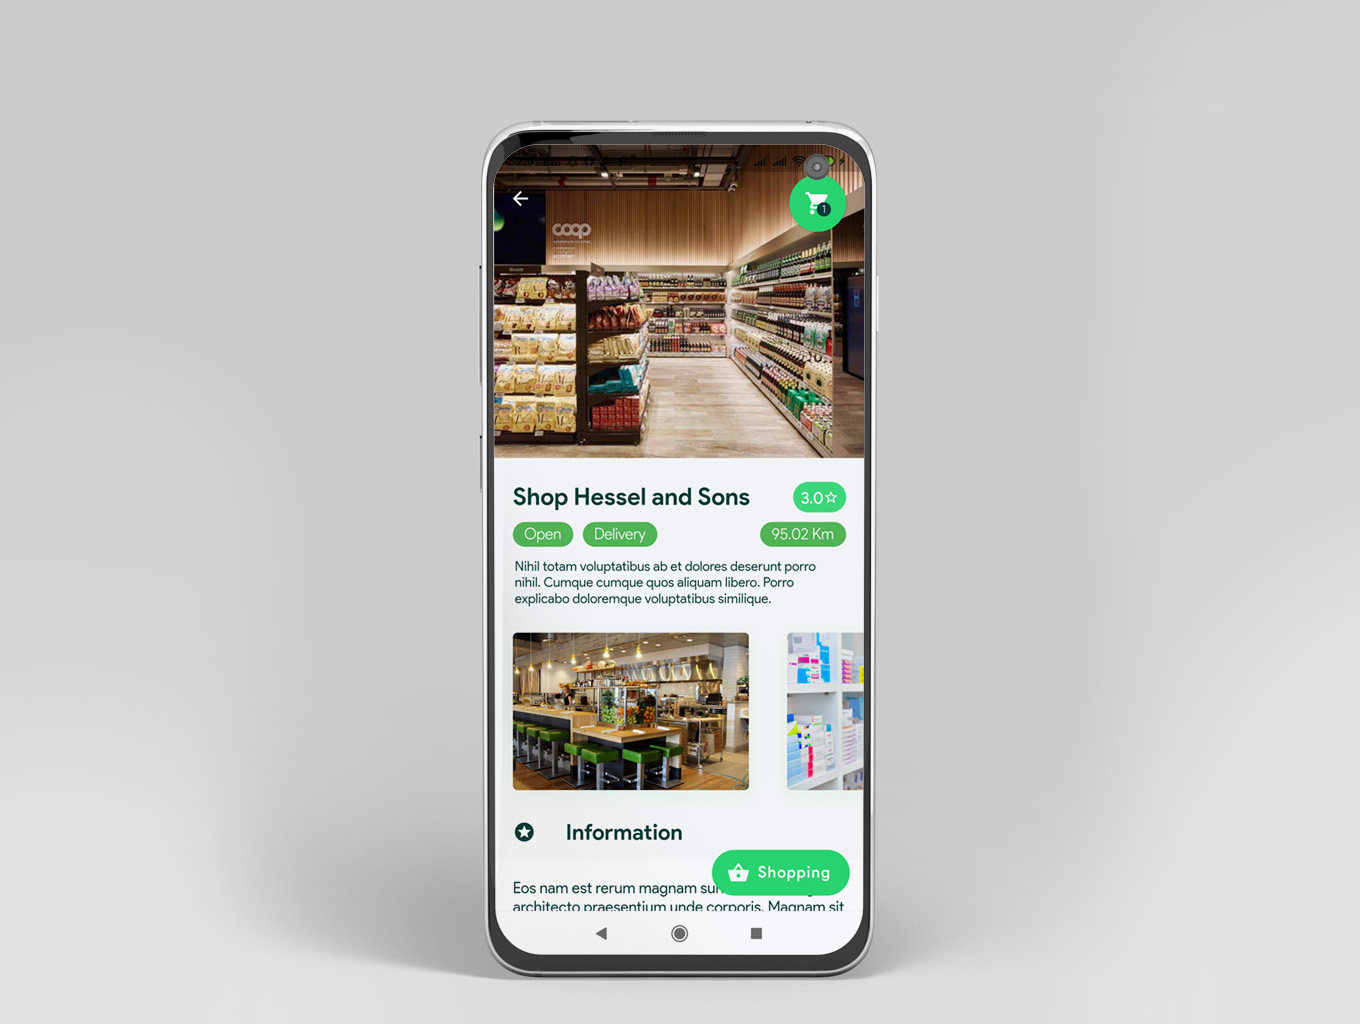 1
coop
Shop Hessel and Sons
3.0
Open
Delivery
95.02 Km
Nihil totam voluptatibus ab et dolores deserunt porro
nihil. Cumque cumque quos aliquam libero. Porro
explicabo doloremque voluptatibus similique.
Information
Shopping
Eos nam est rerum magnam
architecto praesentium unde corporis. Magnam sit